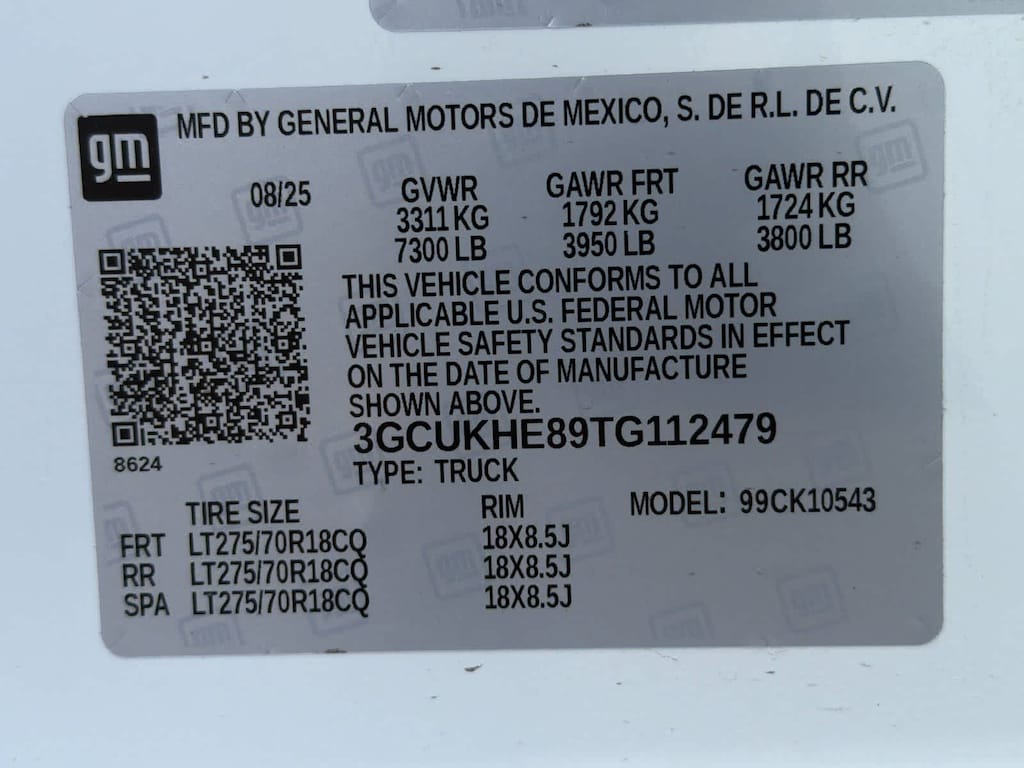 gm
MFD BY GENERAL MOTORS DE MEXICO, S. DE R.L. DE C.V.
08/25 GVWR GAWR FRT GAWR RR
3311 KG 1792 KG 1724 KG
7300 LB 3950 LB 3800 LB
THIS VEHICLE CONFORMS TO ALL
APPLICABLE U.S. FEDERAL MOTOR
VEHICLE SAFETY STANDARDS IN EFFECT
ON THE DATE OF MANUFACTURE
SHOWN ABOVE.
3GCUKHE89TG112479
8624
TYPE: TRUCK
TIRE SIZE RIM MODEL: 99CK10543
FRT LT275/70R18CQ 18X8.5J
RR LT275/70R18CQ 18X8.5J
SPA LT275/70R18CQ 18X8.5J